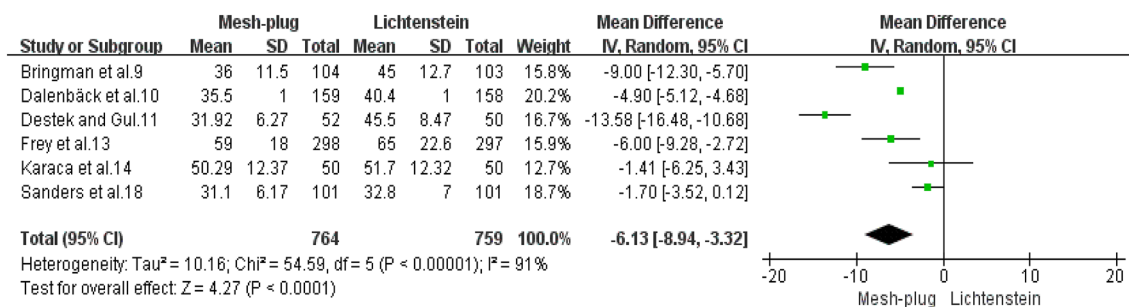 Mesh-plug Lichtenstein Mean Difference Mean Difference
Study or Subgroup Mean SD Total Mean SD Total Weight IV, Random, 95% CI IV, Random, 95% CI
Bringman et al.9 36 11.5 104 45 12.7 103 15.8% -9.00 [-12.30, -5.70]
Dalenbäck et al.10 35.5 1 159 40.4 1 158 20.2% -4.90 [-5.12, -4.68]
Destek and Gul.11 31.92 6.27 52 45.5 8.47 50 16.7% -13.58 [-16.48, -10.68]
Frey et al.13 59 18 298 65 22.6 297 15.9% -6.00 [-9.28, -2.72]
Karaca et al.14 50.29 12.37 50 51.7 12.32 50 12.7% -1.41 [-6.25, 3.43]
Sanders et al.18 31.1 6.17 101 32.8 7 101 18.7% -1.70 [-3.52, 0.12]
Total (95% CI) 764 759 100.0% -6.13 [-8.94, -3.32]
Heterogeneity: Tau² = 10.16; Chi² = 54.59, df = 5 (P < 0.00001); I² = 91%
Test for overall effect: Z = 4.27 (P < 0.0001)
-20 -10 0 10 20
Mesh-plug Lichtenstein